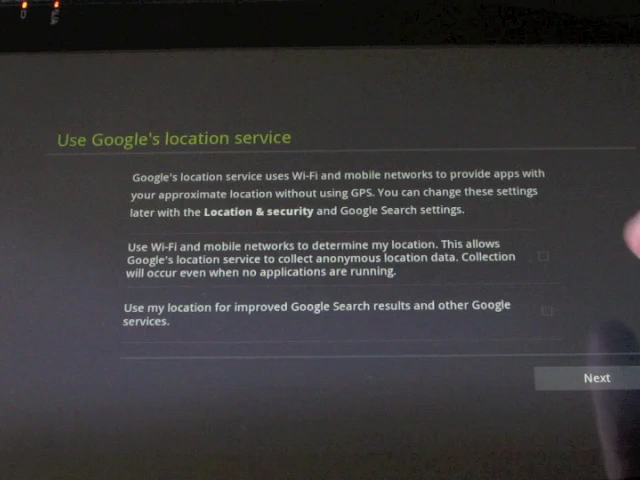 Use Google's location service
Google's location service uses Wi-Fi and mobile networks to provide apps with
your approximate location without using GPS. You can change these settings
later with the Location & security and Google Search settings.
Use Wi-Fi and mobile networks to determine my location. This allows
Google's location service to collect anonymous location data. Collection
will occur even when no applications are running.
Use my location for improved Google Search results and other Google
services.
Next